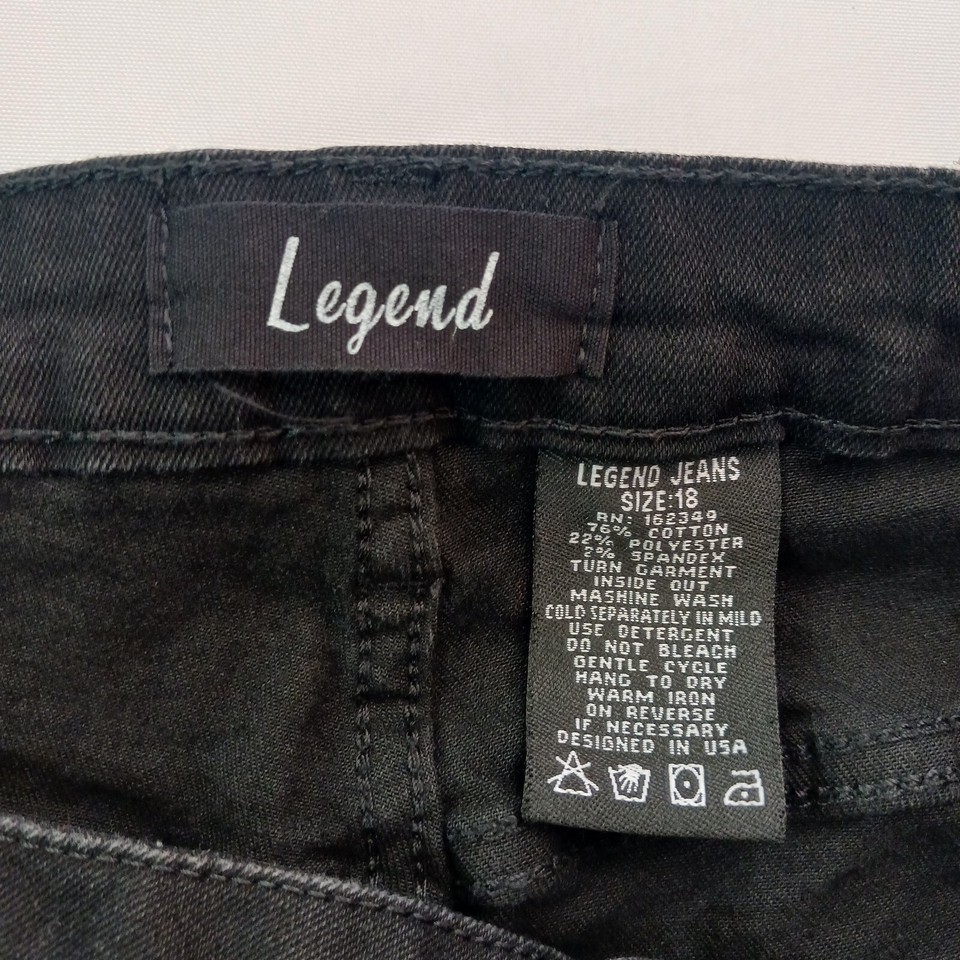 Legend
LEGEND JEANS
SIZE:18
RN: 162349
76% COTTON
22% POLYESTER
2% SPANDEX
TURN GARMENT
INSIDE OUT
MASHINE WASH
COLD SEPARATELY IN MILD
USE DETERGENT
DO NOT BLEACH
GENTLE CYCLE
HANG TO DRY
WARM IRON
ON REVERSE
IF NECESSARY
DESIGNED IN USA